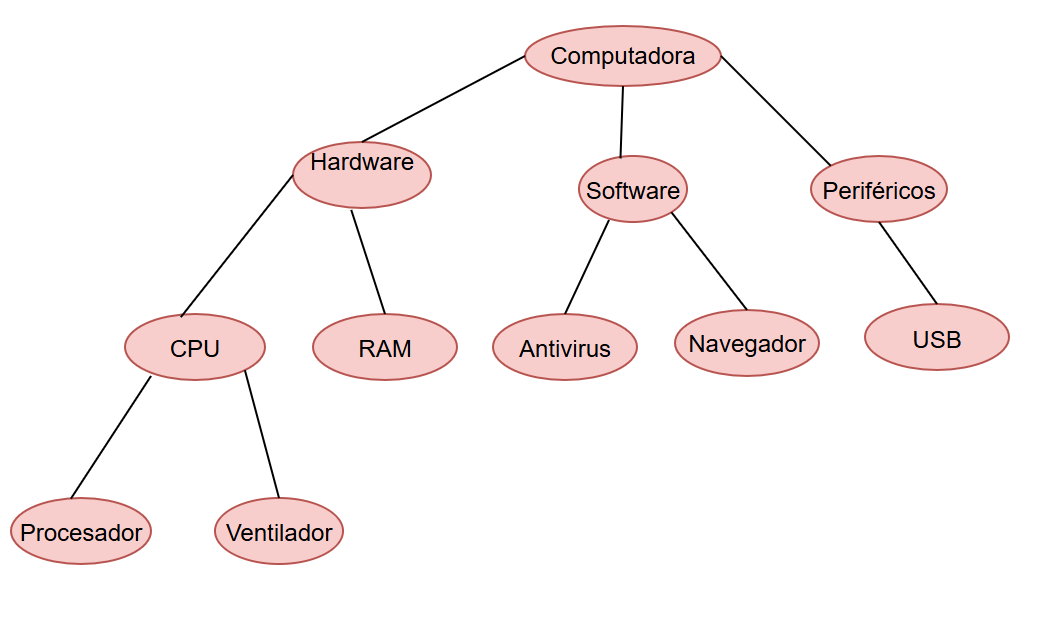 Computadora
Hardware
Software
Periféricos
CPU
RAM
Antivirus
Navegador
USB
Procesador
Ventilador